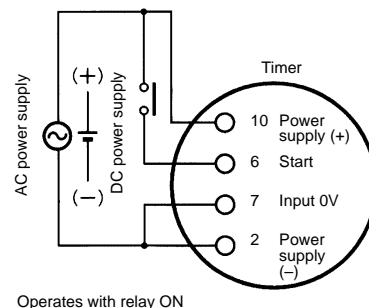 AC power supply
(+)
(−)
DC power supply
Timer
10 Power
supply (+)
6 Start
7 Input 0V
2 Power
supply
(–)
Operates with relay ON